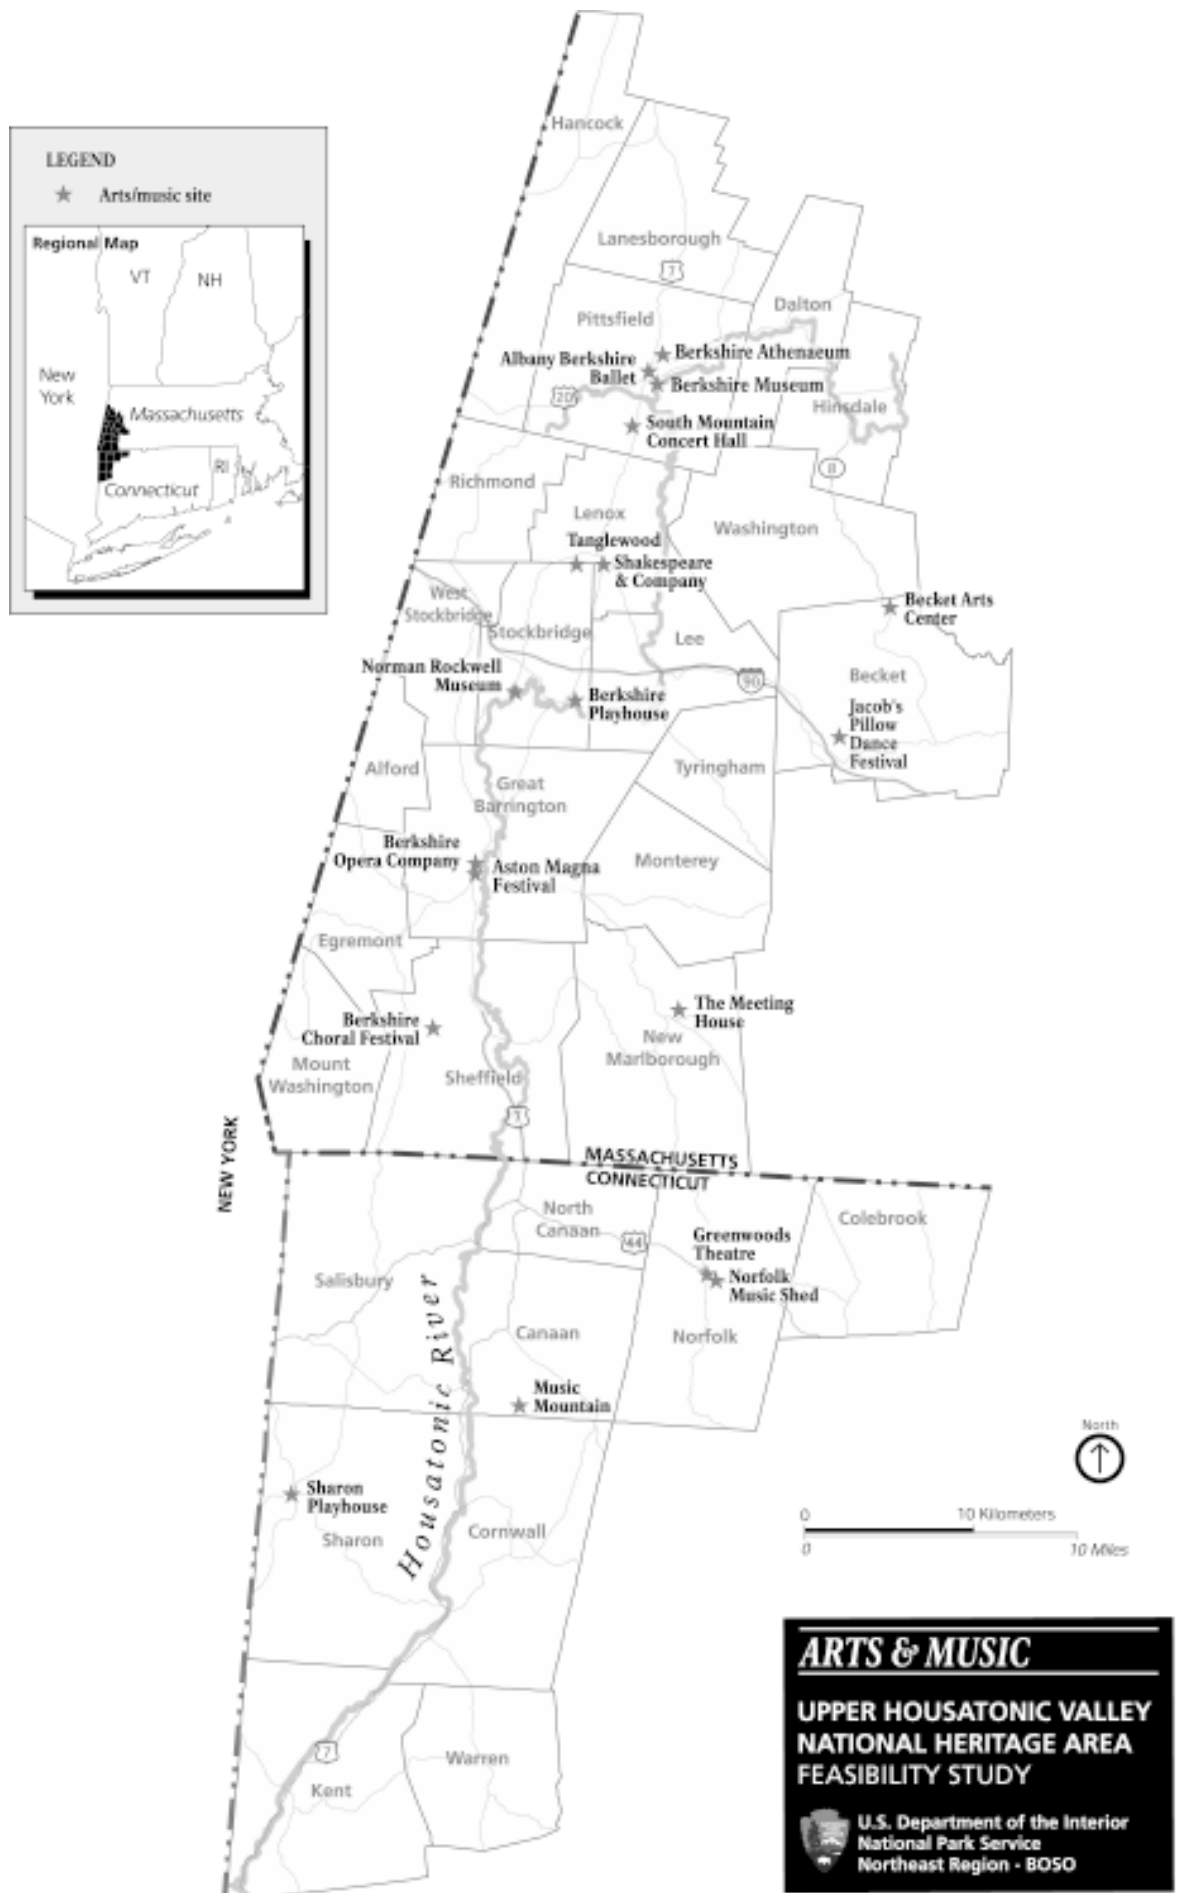 LEGEND
Arts/music site
Regional Map
VT
NH
New
York
Massachusetts
RI
Connecticut
Hancock
Lanesborough
7
Dalton
Pittsfield
Berkshire Athenaeum
Albany Berkshire
Ballet
Berkshire Museum
20
Hinsdale
South Mountain
Concert Hall
8
Richmond
Lenox
Washington
Tanglewood
Shakespeare
& Company
West
Stockbridge
Stockbridge
Lee
Becket Arts
Center
Norman Rockwell
Museum
Berkshire
Playhouse
90
Becket
Jacob's
Pillow
Dance
Festival
Alford
Great
Barrington
Tyringham
Berkshire
Opera Company
Aston Magna
Festival
Monterey
Egremont
Berkshire
Choral Festival
The Meeting
House
New
Marlborough
Mount
Washington
Sheffield
7
NEW YORK
MASSACHUSETTS
CONNECTICUT
North
Canaan
44
Colebrook
Greenwoods
Theatre
Norfolk
Music Shed
Salisbury
Housatonic River
Canaan
Norfolk
Music
Mountain
North
Sharon
Playhouse
Sharon
Cornwall
0
10 Kilometers
0
10 Miles
7
Kent
Warren
ARTS & MUSIC
UPPER HOUSATONIC VALLEY
NATIONAL HERITAGE AREA
FEASIBILITY STUDY
U.S. Department of the Interior
National Park Service
Northeast Region - BOSO